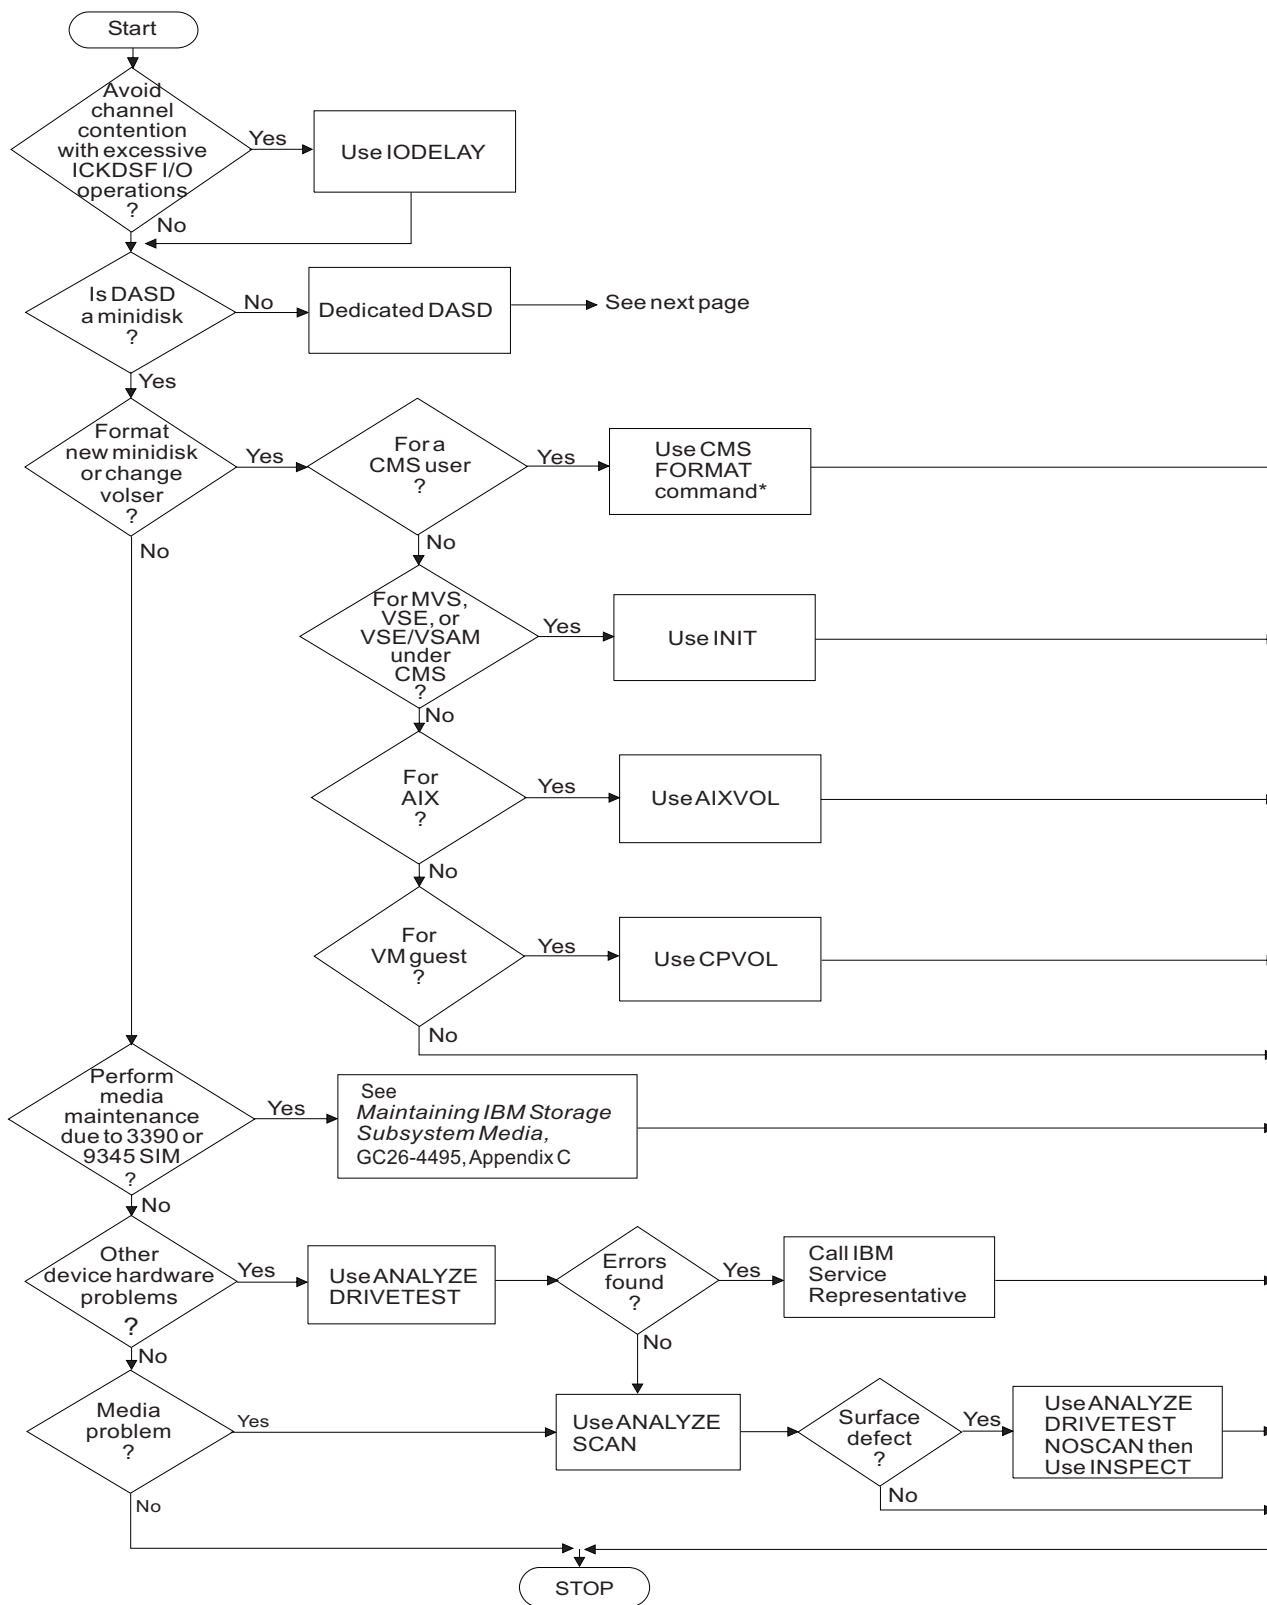 Start
Avoid
channel
contention
with excessive
ICKDSF I/O
operations
?
Yes
Use IODELAY
No
Is DASD
a minidisk
?
No
Dedicated DASD
See next page
Yes
Format
new minidisk
or change
volser
?
Yes
For a
CMS user
?
Yes
Use CMS
FORMAT
command*
No
No
For MVS,
VSE, or
VSE/VSAM
under
CMS
?
Yes
Use INIT
No
For
AIX
?
Yes
Use AIXVOL
No
For
VM guest
?
Yes
Use CPVOL
No
Perform
media
maintenance
due to 3390 or
9345 SIM
?
Yes
See
Maintaining IBM Storage
Subsystem Media,
GC26-4495, Appendix C
No
Other
device hardware
problems
?
Yes
Use ANALYZE
DRIVETEST
Errors
found
?
Yes
Call IBM
Service
Representative
No
No
Media
problem
?
Yes
Use ANALYZE
SCAN
Surface
defect
?
Yes
Use ANALYZE
DRIVETEST
NOSCAN then
Use INSPECT
No
No
STOP